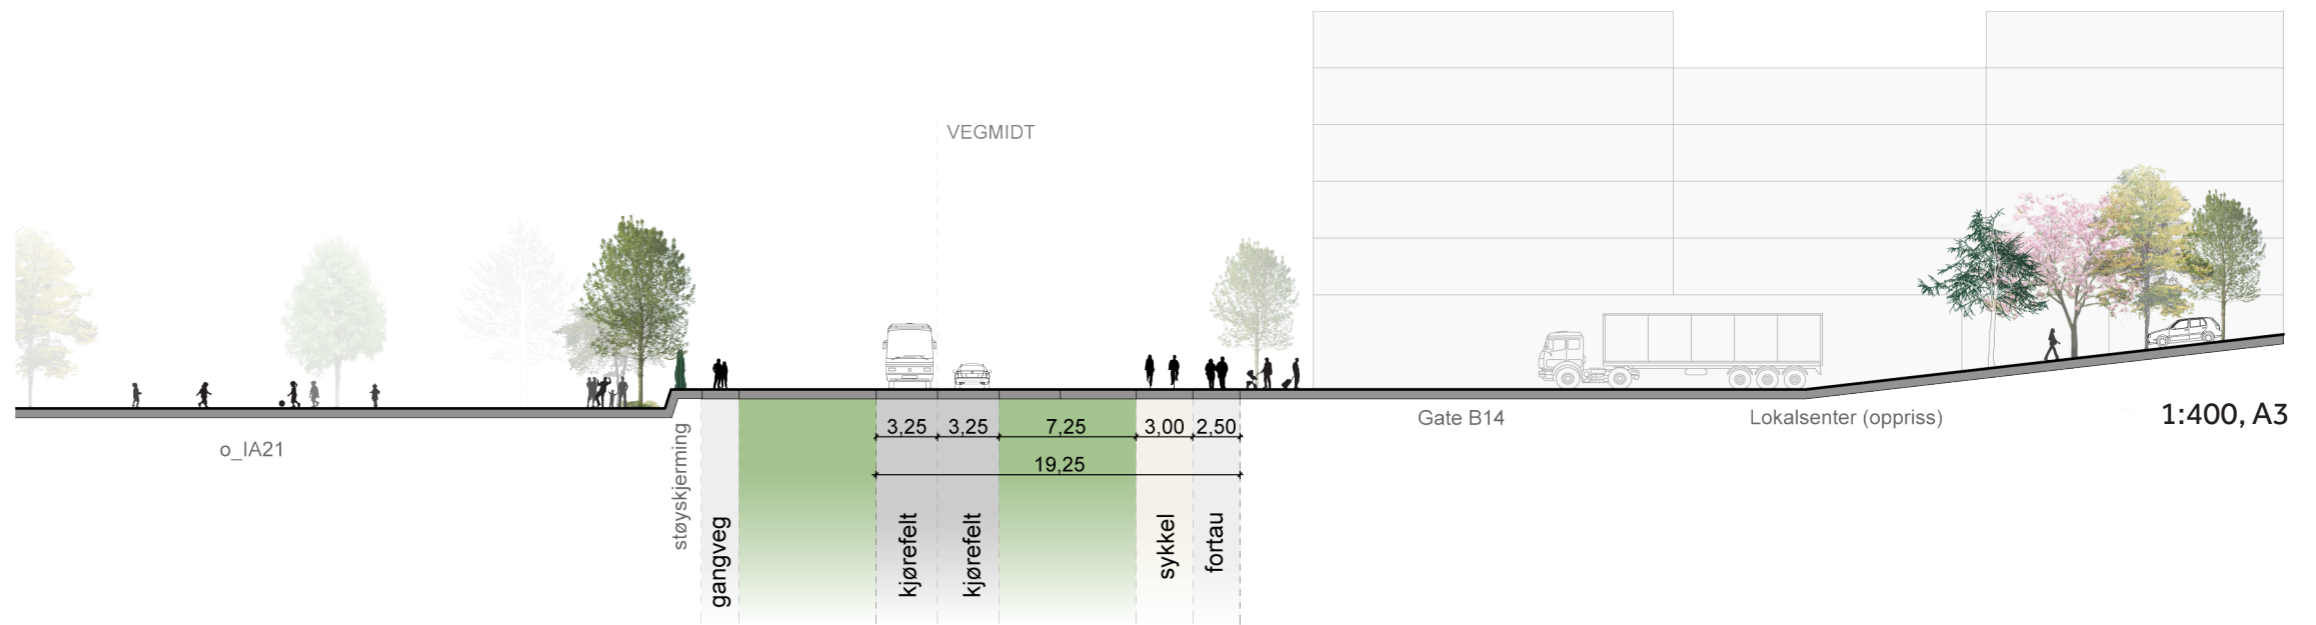 VEGMIDT
o_IA21
støyskjerming
gangveg
3,25
3,25
7,25
3,00
2,50
19,25
kjørefelt
kjørefelt
sykkel
fortau
Gate B14
Lokalsenter (oppriss)
1:400, A3